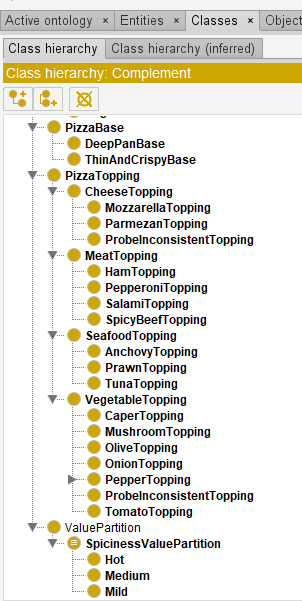 Active ontology × Entities × Classes × Object
Class hierarchy Class hierarchy (inferred)
Class hierarchy: Complement
PizzaBase
DeepPanBase
ThinAndCrispyBase
PizzaTopping
CheeseTopping
MozzarellaTopping
ParmezanTopping
ProbeInconsistentTopping
MeatTopping
HamTopping
PepperoniTopping
SalamiTopping
SpicyBeefTopping
SeafoodTopping
AnchovyTopping
PrawnTopping
TunaTopping
VegetableTopping
CaperTopping
MushroomTopping
OliveTopping
OnionTopping
PepperTopping
ProbeInconsistentTopping
TomatoTopping
ValuePartition
SpicinessValuePartition
Hot
Medium
Mild